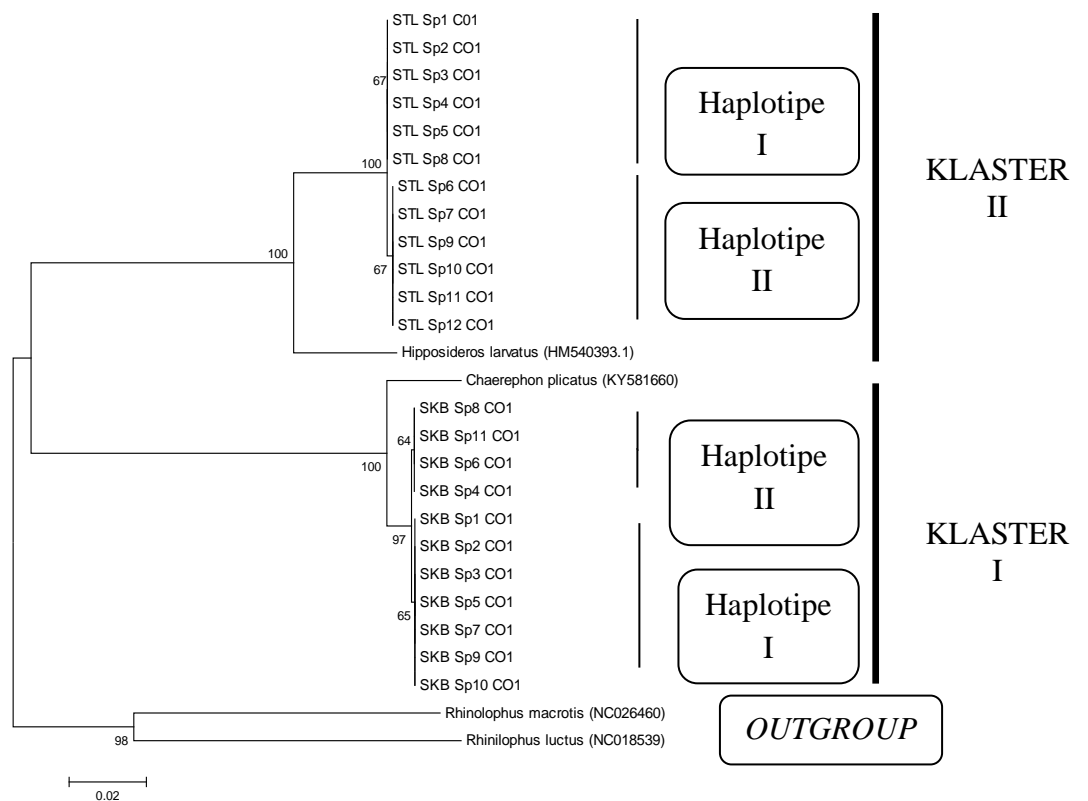 STL Sp1 C01
STL Sp2 CO1
STL Sp3 CO1
STL Sp4 CO1
STL Sp5 CO1
STL Sp8 CO1
STL Sp6 CO1
STL Sp7 CO1
STL Sp9 CO1
STL Sp10 CO1
STL Sp11 CO1
STL Sp12 CO1
Hipposideros larvatus (HM540393.1)
Chaerephon plicatus (KY581660)
SKB Sp8 CO1
SKB Sp11 CO1
SKB Sp6 CO1
SKB Sp4 CO1
SKB Sp1 CO1
SKB Sp2 CO1
SKB Sp3 CO1
SKB Sp5 CO1
SKB Sp7 CO1
SKB Sp9 CO1
SKB Sp10 CO1
Rhinolophus macrotis (NC026460)
Rhinilophus luctus (NC018539)
67
100
67
100
64
100
97
65
98
0.02
Haplotipe
I
Haplotipe
II
KLASTER
II
Haplotipe
II
Haplotipe
I
KLASTER
I
OUTGROUP